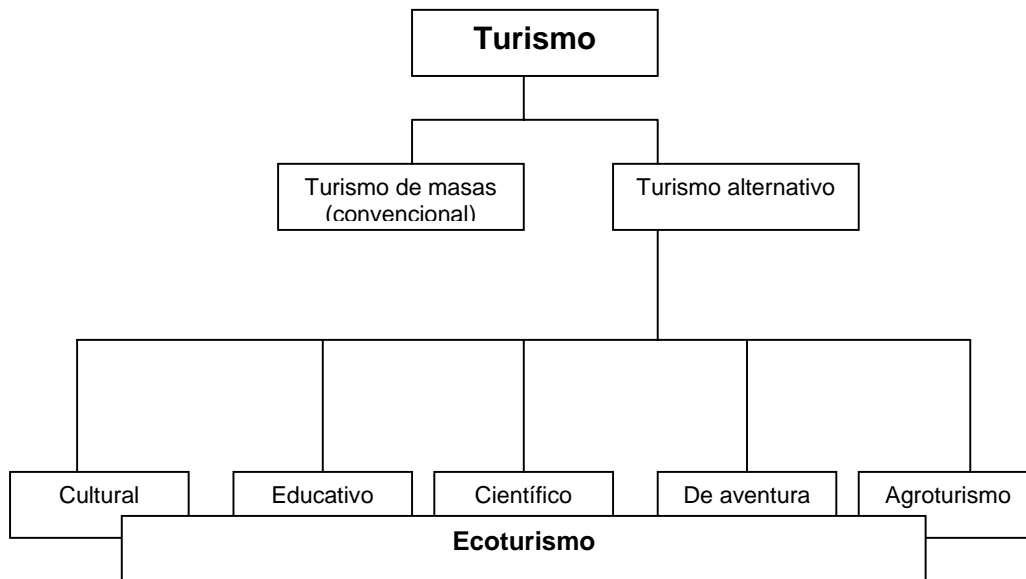 Turismo
Turismo de masas
(convencional)
Turismo alternativo
Cultural
Educativo
Científico
De aventura
Agroturismo
Ecoturismo